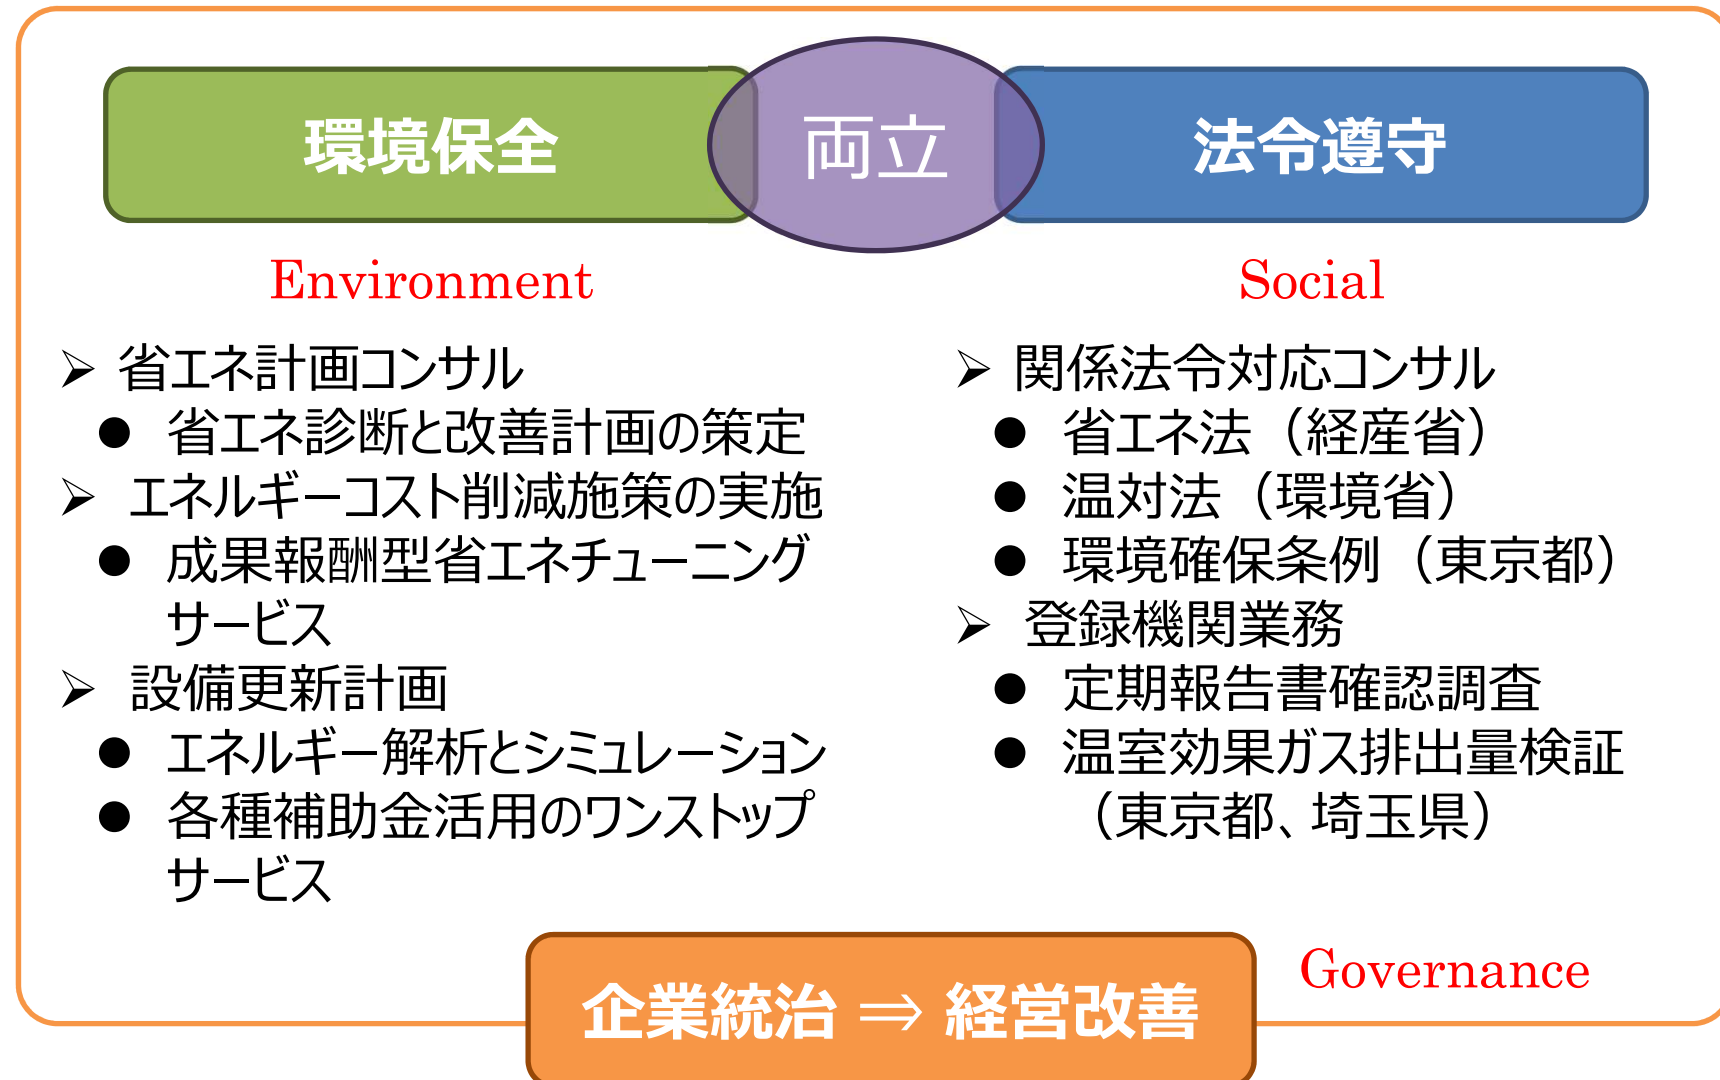 環境保全
両立
法令遵守
Environment
➢ 省エネ計画コンサル
● 省エネ診断と改善計画の策定
➢ エネルギーコスト削減施策の実施
● 成果報酬型省エネチューニング
サービス
➢ 設備更新計画
● エネルギー解析とシミュレーション
● 各種補助金活用のワンストップ
サービス
Social
➢ 関係法令対応コンサル
● 省エネ法（経産省）
● 温対法（環境省）
● 環境確保条例（東京都）
➢ 登録機関業務
● 定期報告書確認調査
● 温室効果ガス排出量検証
（東京都、埼玉県）
Governance
企業統治 ⇒ 経営改善